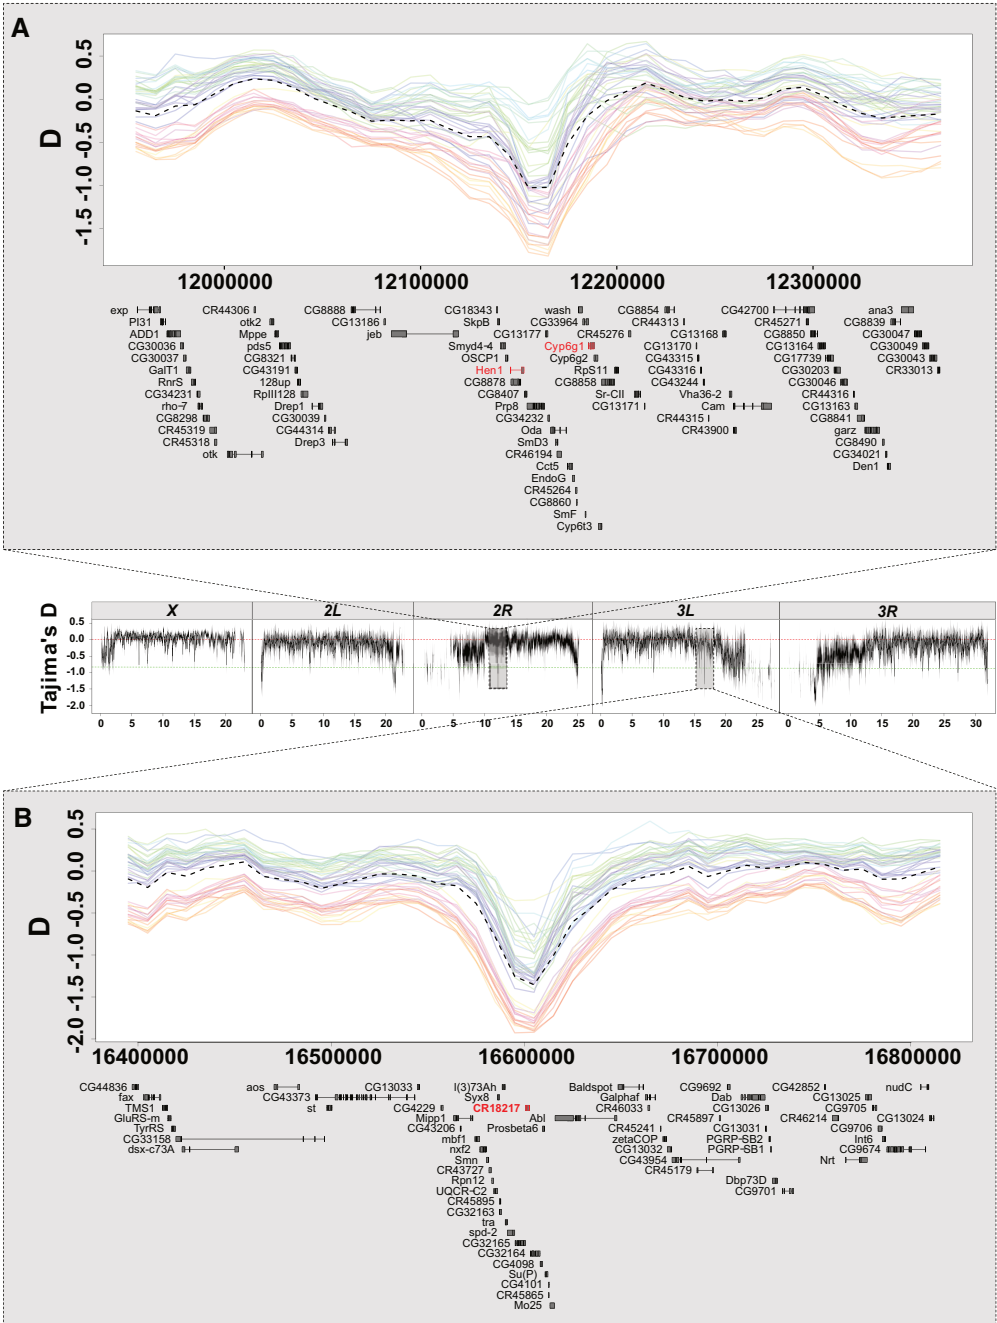 A
D
0.5
0.0
-0.5
-1.0
-1.5
12000000 12100000 12200000 12300000
exp CR44306 CG8888 CG18343 wash CG8854 CG42700 ana3
PI31 otk2 CG13186 SkpB CG33964 CR44313 CR45271 CG8839
ADD1 Mppe jeb CG13177 CR45276 CG13168 CG8850 CG30047
CG30036 pds5 Smyd4-4 Cyp6g1 CG13170 CG13164 CG30049
CG30037 CG8321 OSCP1 Cyp6g2 CG43315 CG17739 CG30043
GalT1 CG43191 Hen1 RpS11 CG43316 CG30203 CR33013
RnrS 128up CG8878 CG8858 CG43244 CG30046
CG34231 RpIII128 CG8407 Sr-CII Vha36-2 CR44316
rho-7 Drep1 Prp8 CG13171 Cam CG13163
CG8298 CG30039 CG34232 CR44315 CG8841
CR45319 CG44314 Oda CR43900 garz
CR45318 Drep3 SmD3 CG8490
otk CR46194 CG34021
Cct5 Den1
EndoG
CR45264
CG8860
SmF
Cyp6t3
Tajima's D
X 2L 2R 3L 3R
0.5
0.0
-0.5
-1.0
-1.5
-2.0
0 5 10 15 20 0 5 10 15 20 0 5 10 15 20 25 0 5 10 15 20 25 0 5 10 15 20 25 30
B
D
0.5
0.0
-0.5
-1.0
-1.5
-2.0
16400000 16500000 16600000 16700000 16800000
CG44836 aos CG13033 l(3)73Ah Baldspot CG9692 CG42852 nudC
fax CG43373 Syx8 Galphaf Dab CG13025
TMS1 st CG4229 CR18217 CG46033 CG13026 CG9705
GluRS-m Mipp1 Abl CR45897 CR46214 CG13024
TyrRS CG43206 Prosbeta6 CR45241 CG13031 CG9706
CG33158 mbf1 zetaCOP PGRP-SB2 Int6
dsx-c73A nxf2 CG13032 PGRP-SB1 CG9674
Smn CG43954 Nrt
CR43727 CR45179
Rpn12 Dbp73D
UQCR-C2 CG9701
CR45895
CG32163
tra
spd-2
CG32165
CG32164
CG4098
Su(P)
CG4101
CR45865
Mo25